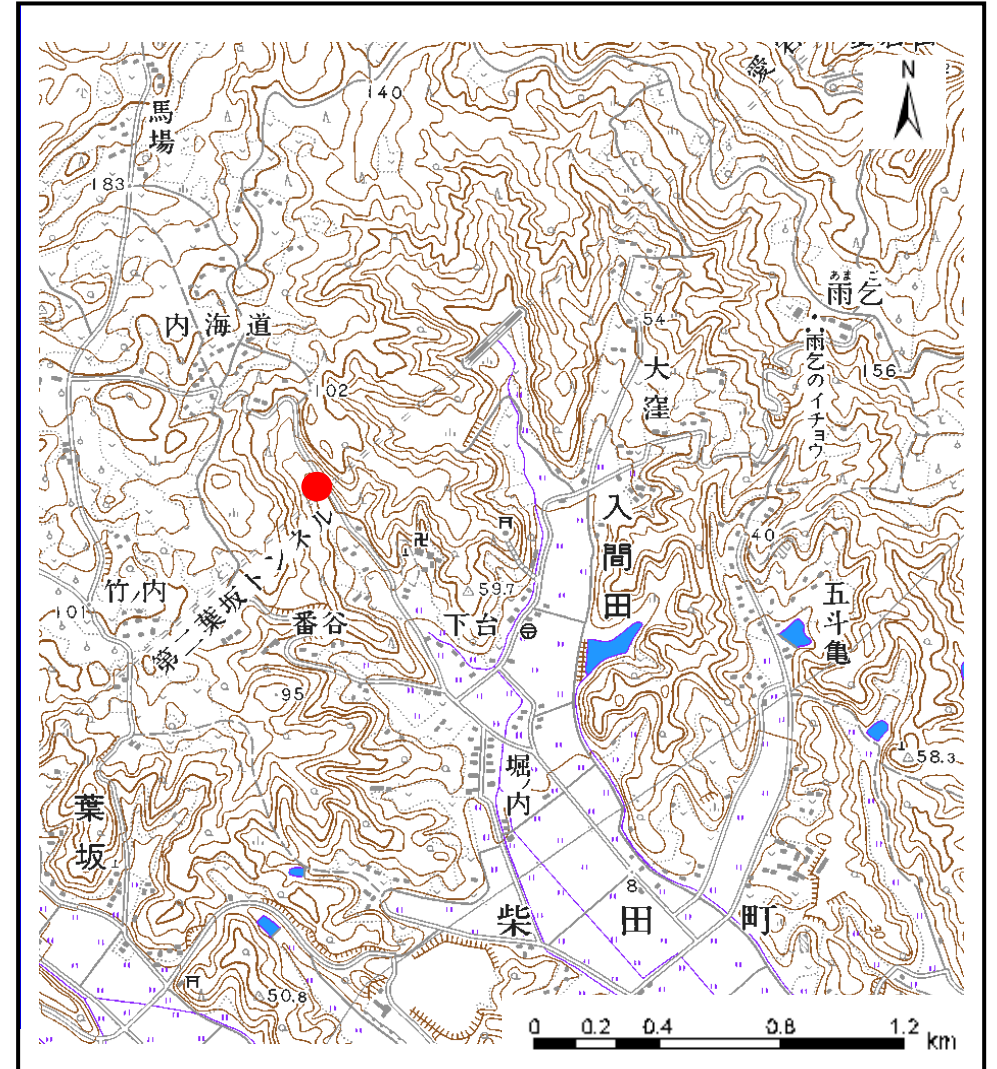 140
N
馬場
183
あまご
雨乞
内海道
54
雨乞のイチョウ
156
大窪
102
入間田
40
第二葉坂トンネル
59.7
竹ノ内
101
番谷
下台
五斗亀
95
58.3
堀ノ内
葉坂
8
柴田町
50.8
0 0.2 0.4 0.8 1.2 km